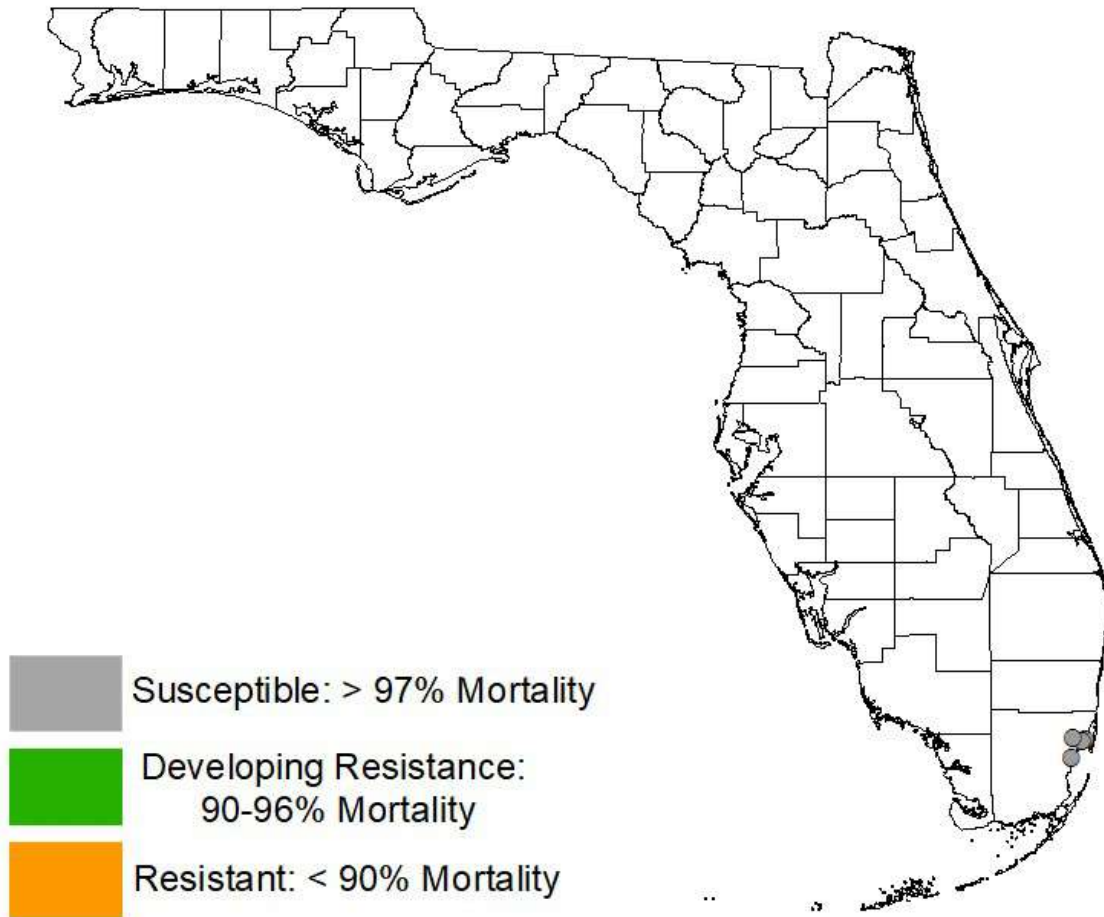 Susceptible: > 97% Mortality
Developing Resistance:
90-96% Mortality
Resistant: < 90% Mortality